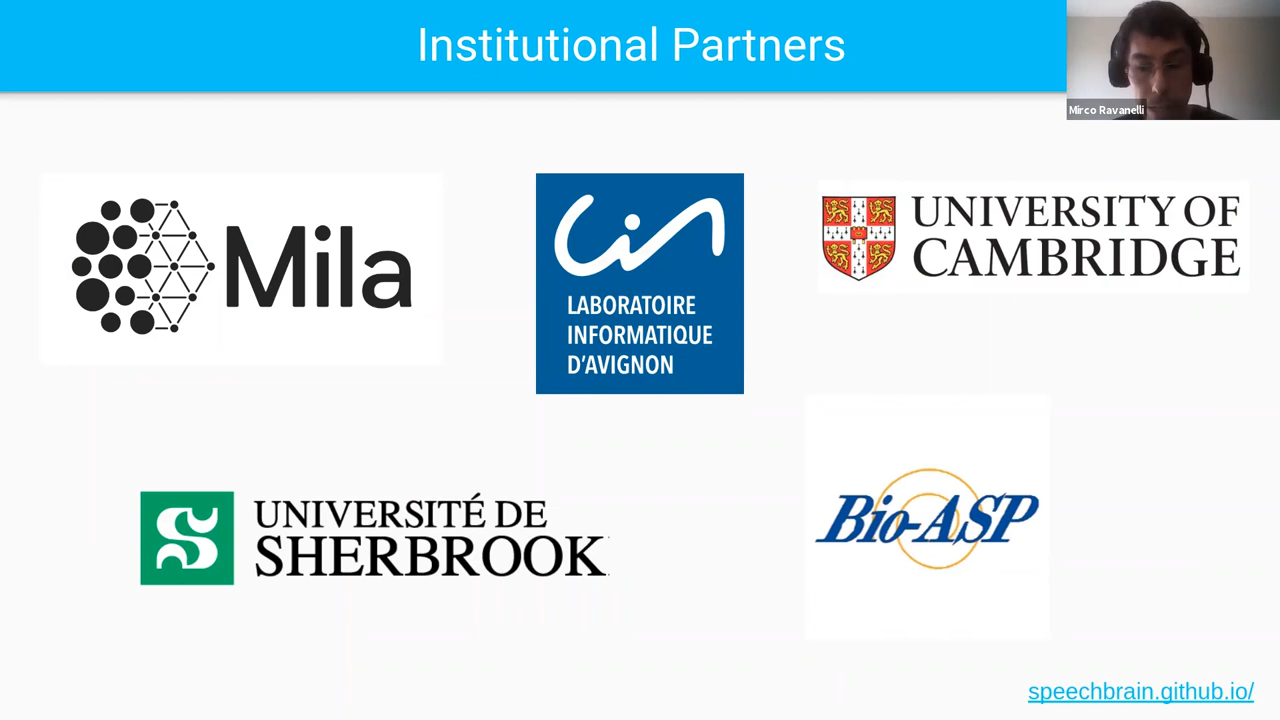 Institutional Partners
Mirco Ravanelli
Mila
LABORATOIRE
INFORMATIQUE
D'AVIGNON
UNIVERSITY OF
CAMBRIDGE
UNIVERSITÉ DE
SHERBROOK
Bio-ASP
speechbrain.github.io/